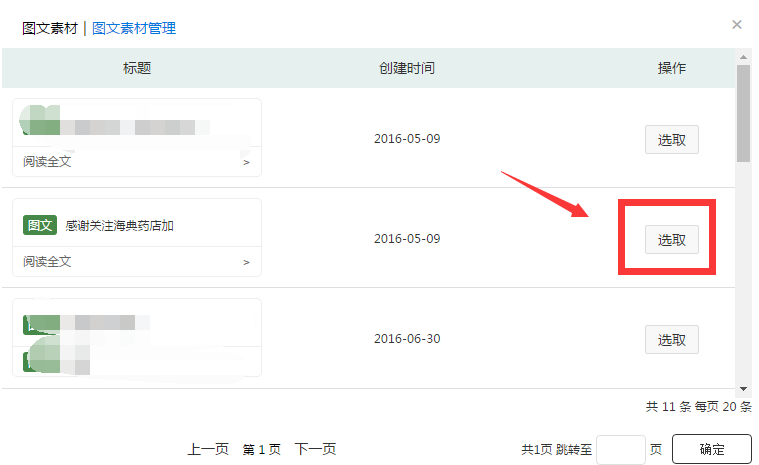 图文素材 | 图文素材管理 ×
标题 创建时间 操作
2016-05-09 选取
阅读全文 >
图文 感谢关注海典药店加
2016-05-09 选取
阅读全文 >
2016-06-30 选取
共 11 条 每页 20 条
上一页 第 1 页 下一页 共1页 跳转至 页 确定